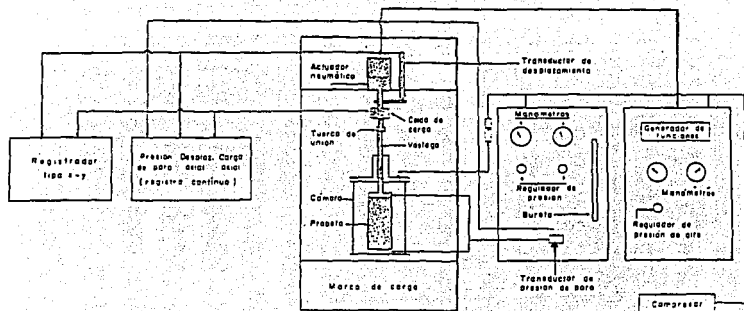 Actuador
neumático
Transductor de
desplazamiento
Celda de
carga
Tuerca de
union
Vástago
Registrador
tipo x-y
Presión Desplaz. Carga
de poro axial axial
(registro continuo)
Cámara
Probeta
Marco de carga
Manómetros
Regulador de
presión
Bureta
Transductor de
presion de poro
Generador de
funciones
Manómetros
Regulador de
presión de aire
Compresor